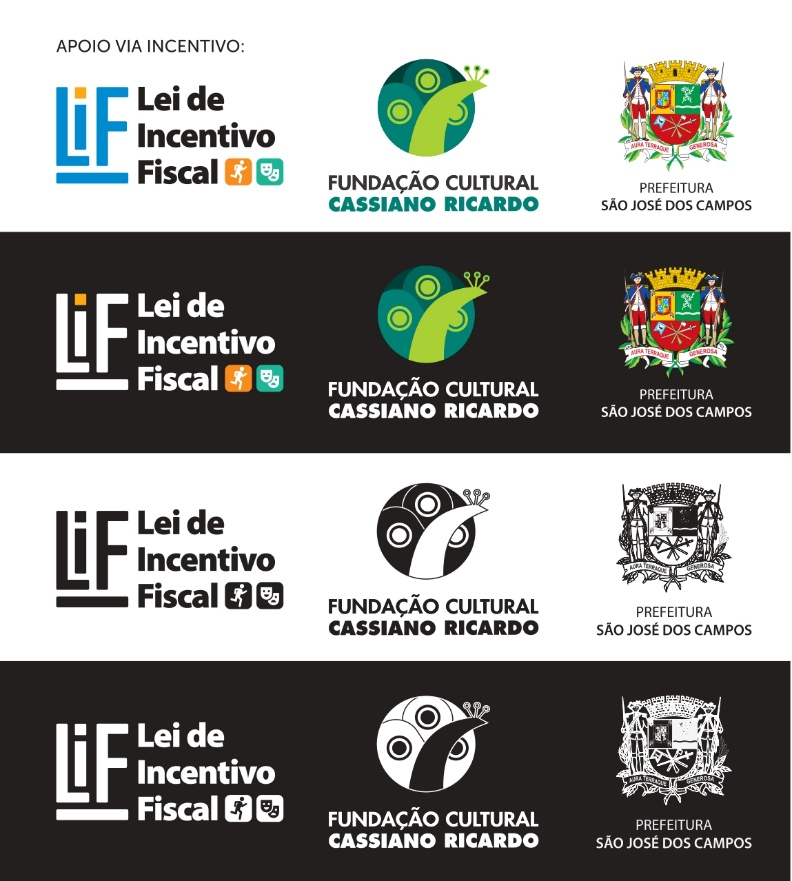 APOIO VIA INCENTIVO:
LiF
Lei de
Incentivo
Fiscal
FUNDAÇÃO CULTURAL
CASSIANO RICARDO
AURA TERRAQUE GENEROSA
PREFEITURA
SÃO JOSÉ DOS CAMPOS
LiF
Lei de
Incentivo
Fiscal
FUNDAÇÃO CULTURAL
CASSIANO RICARDO
AURA TERRAQUE GENEROSA
PREFEITURA
SÃO JOSÉ DOS CAMPOS
LiF
Lei de
Incentivo
Fiscal
FUNDAÇÃO CULTURAL
CASSIANO RICARDO
AURA TERRAQUE GENEROSA
PREFEITURA
SÃO JOSÉ DOS CAMPOS
LiF
Lei de
Incentivo
Fiscal
FUNDAÇÃO CULTURAL
CASSIANO RICARDO
AURA TERRAQUE GENEROSA
PREFEITURA
SÃO JOSÉ DOS CAMPOS